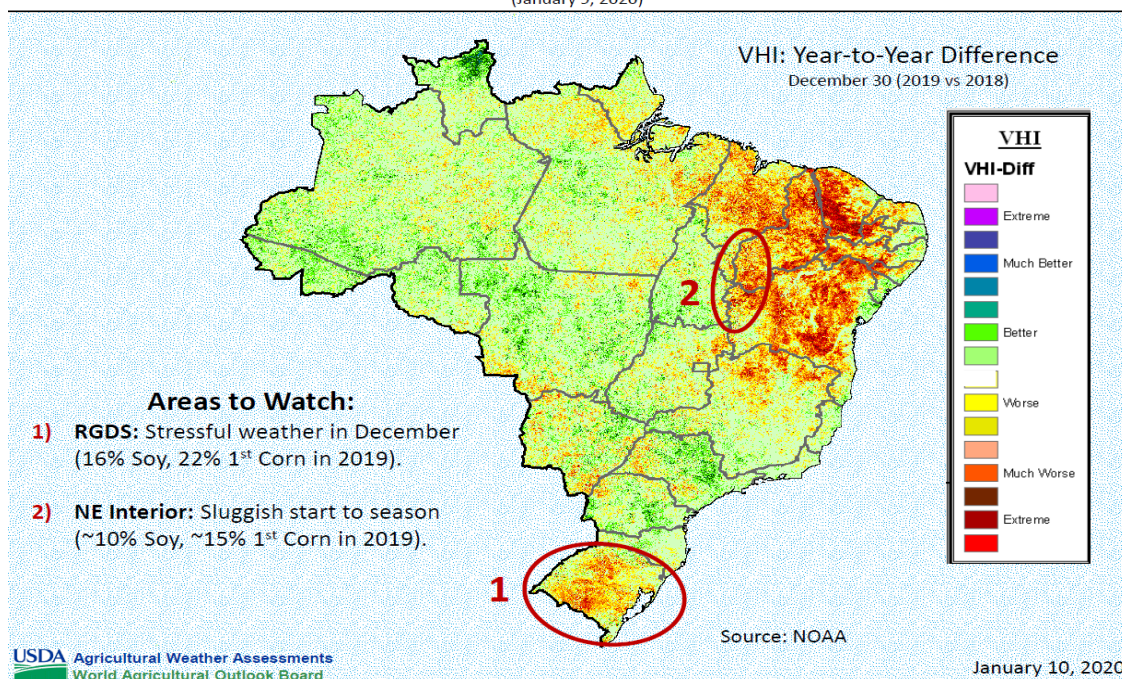 (January 9, 2020)
VHI: Year-to-Year Difference
December 30 (2019 vs 2018)
VHI
VHI-Diff
Extreme
Much Better
Better
Worse
Much Worse
Extreme
2
Areas to Watch:
1) RGDS: Stressful weather in December
(16% Soy, 22% 1st Corn in 2019).
2) NE Interior: Sluggish start to season
(~10% Soy, ~15% 1st Corn in 2019).
1
Source: NOAA
USDA Agricultural Weather Assessments
World Agricultural Outlook Board
January 10, 2020